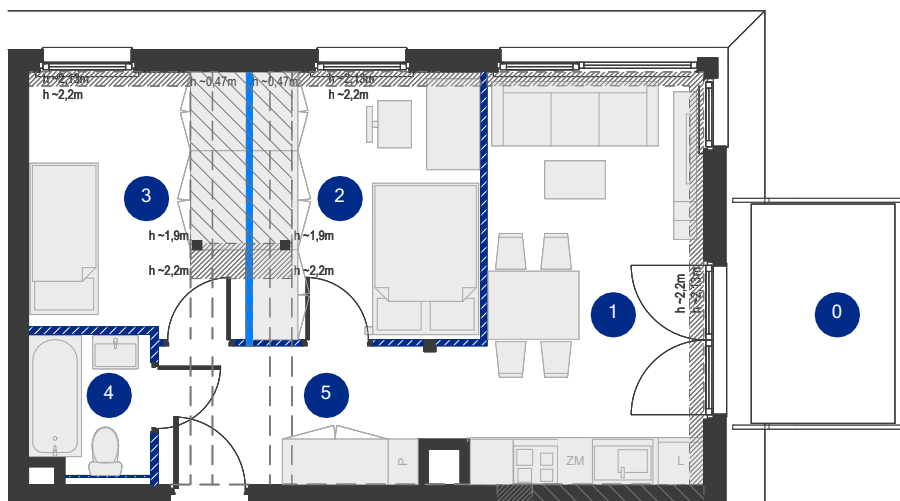 h ~2,13m
h ~2,2m
h ~0,47m
h ~0,47m
h ~2,13m
h ~2,2m
3
2
h ~1,9m
h ~1,9m
h ~2,2m
h ~2,2m
h ~2,2m
h ~2,13m
1
0
4
5
P
ZM
L